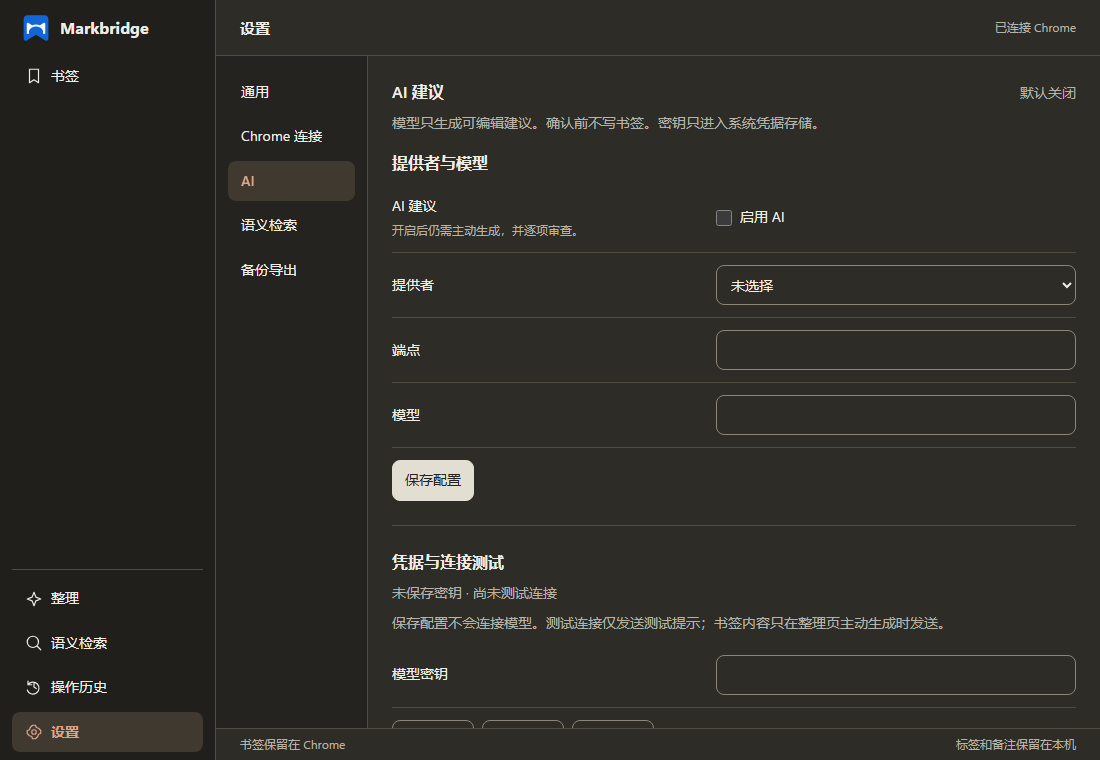 Markbridge
书签
整理
语义检索
操作历史
设置
设置
已连接 Chrome
通用
Chrome 连接
AI
语义检索
备份导出
AI 建议
默认关闭
模型只生成可编辑建议。确认前不写书签。密钥只进入系统凭据存储。
提供者与模型
AI 建议
开启后仍需主动生成，并逐项审查。
启用 AI
提供者
未选择
端点
模型
保存配置
凭据与连接测试
未保存密钥 · 尚未测试连接
保存配置不会连接模型。测试连接仅发送测试提示；书签内容只在整理页主动生成时发送。
模型密钥
书签保留在 Chrome
标签和备注保留在本机